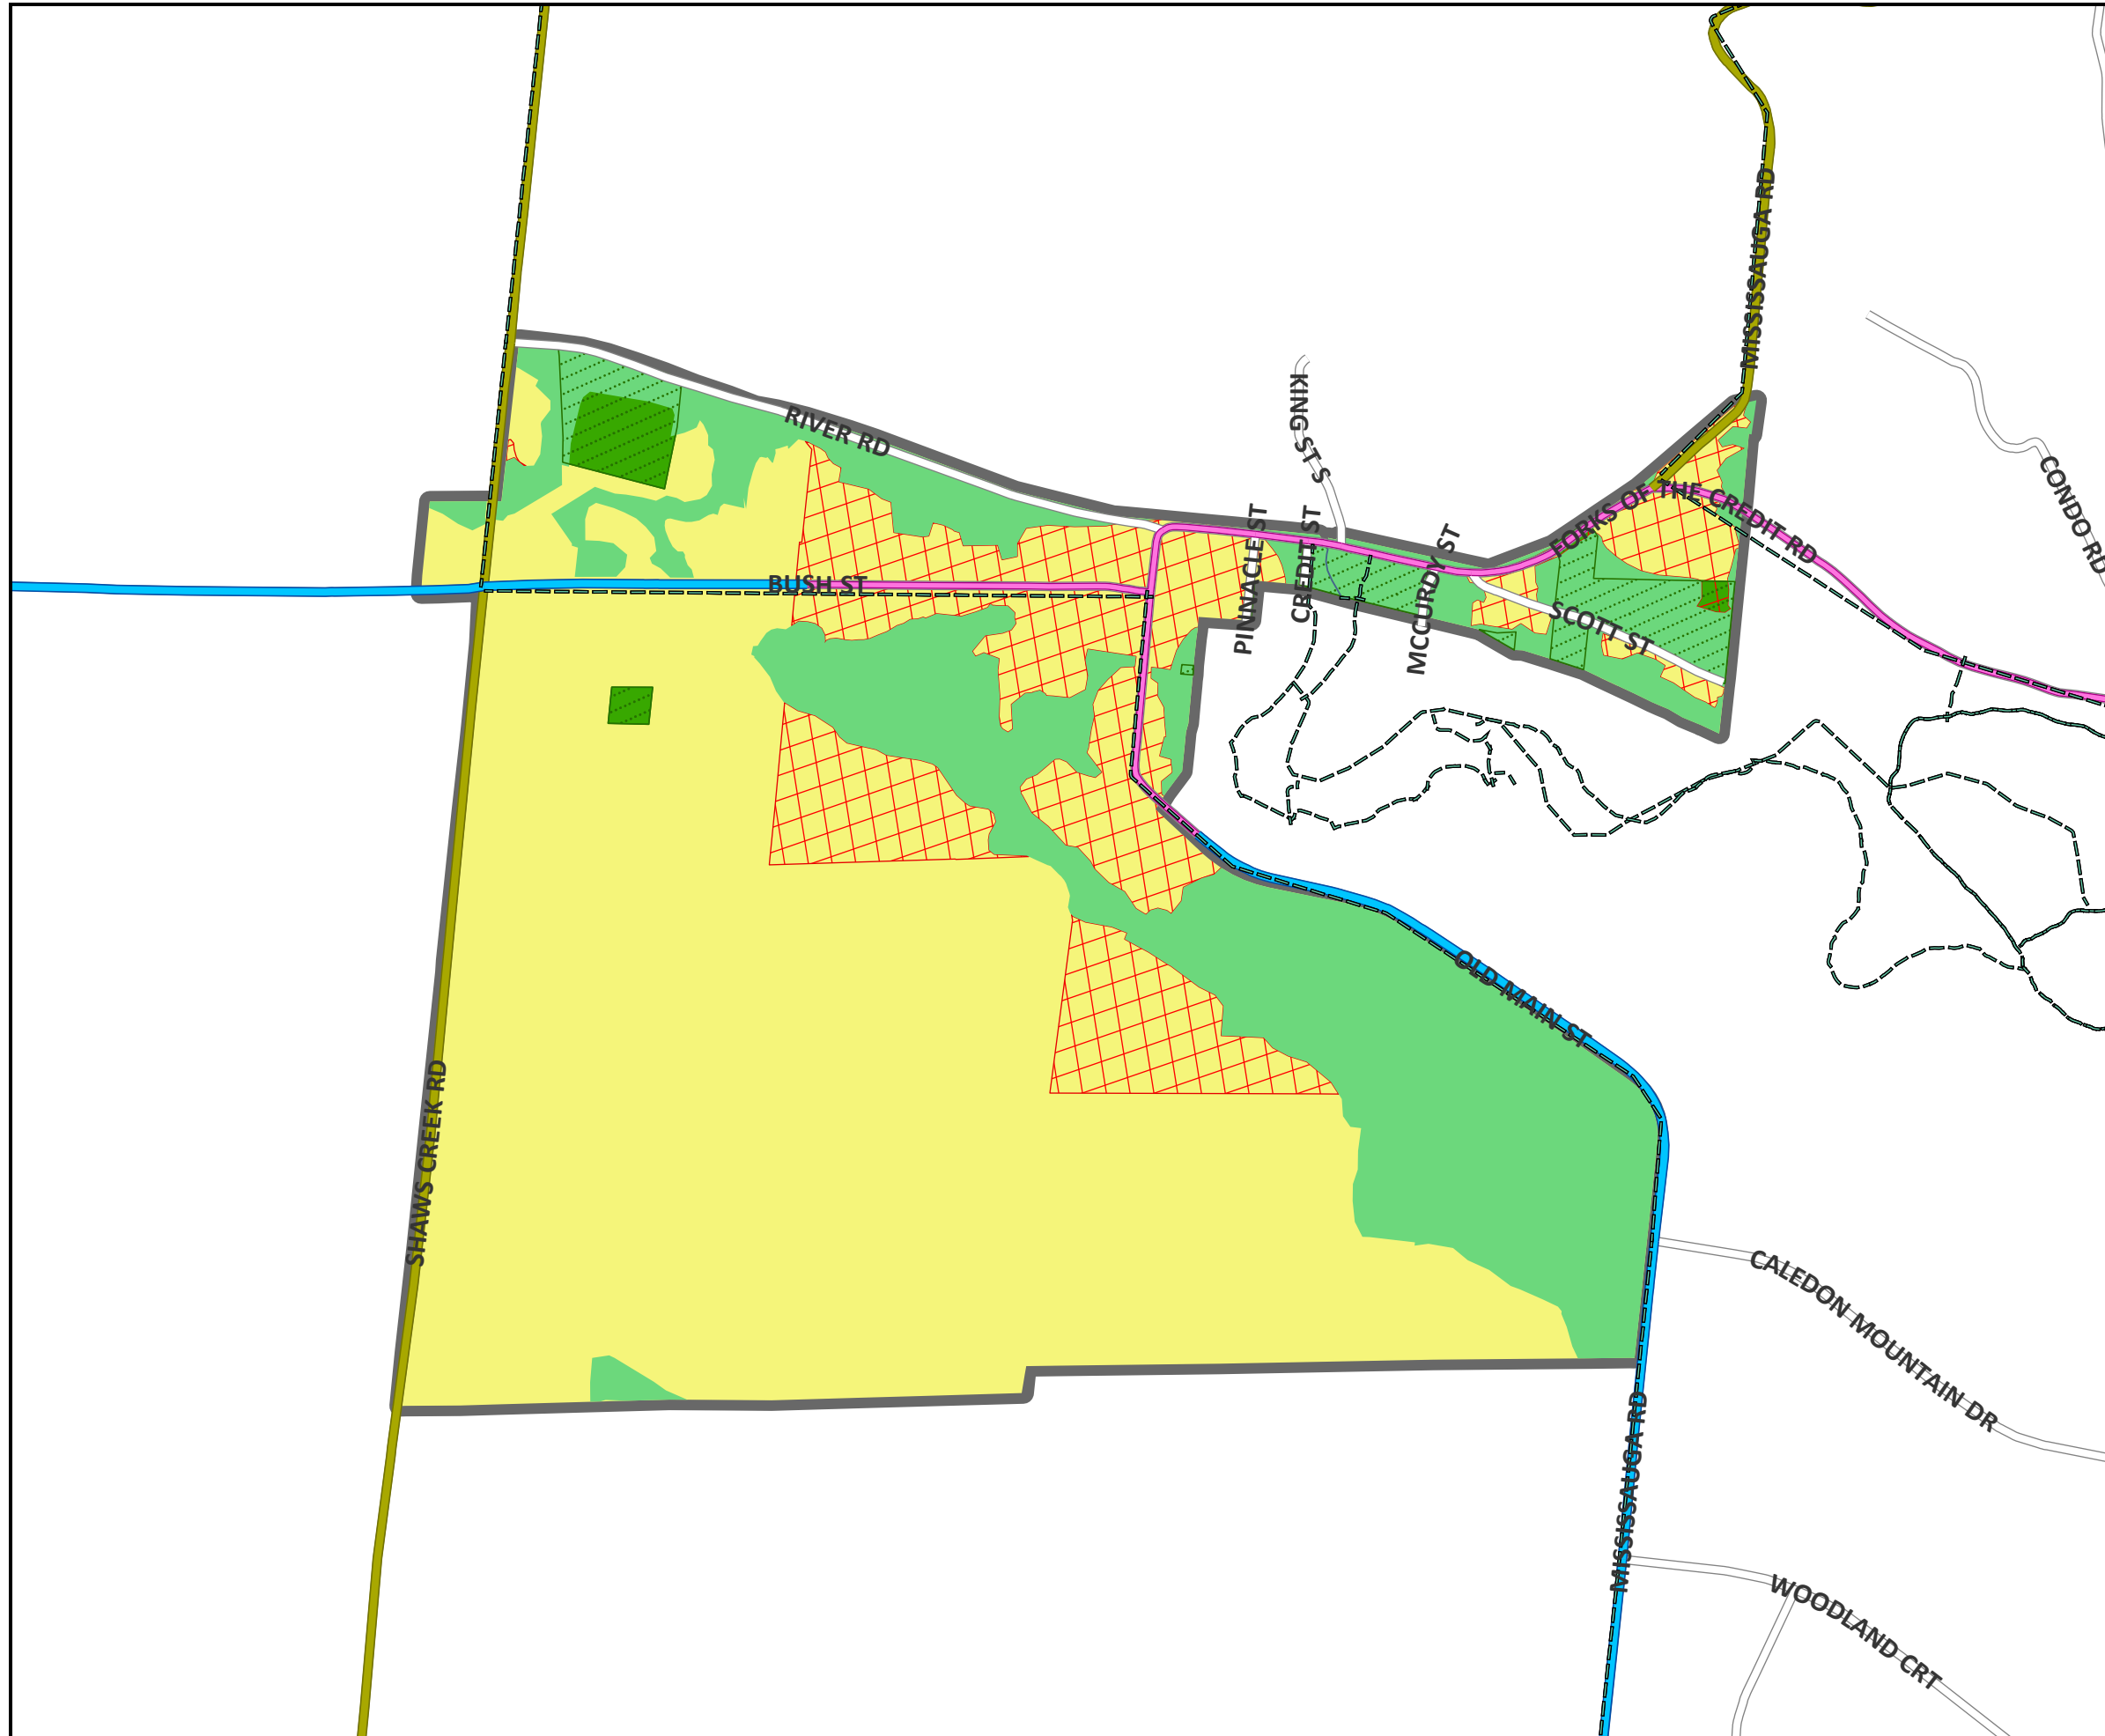 MISSISSAUGA RD
RIVER RD
KING ST S
CONDO RD
FORKS OF THE CREDIT RD
PINNACLE ST
CREDIT ST
MCCURDY ST
BUSH ST
SCOTT ST
OLD MAIN ST
SHAWS CREEK RD
CALEDON MOUNTAIN DR
MISSISSAUGA RD
WOODLAND CRT